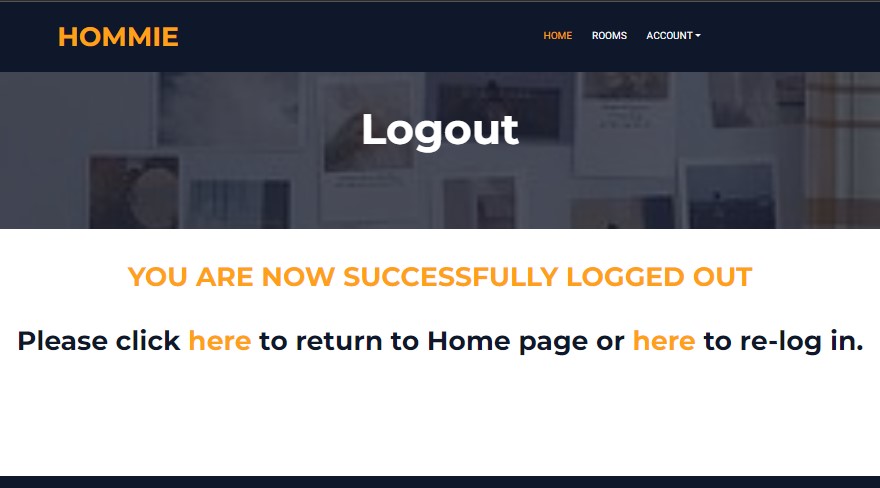 HOMMIE
HOME ROOMS ACCOUNT
Logout
YOU ARE NOW SUCCESSFULLY LOGGED OUT
Please click here to return to Home page or here to re-log in.